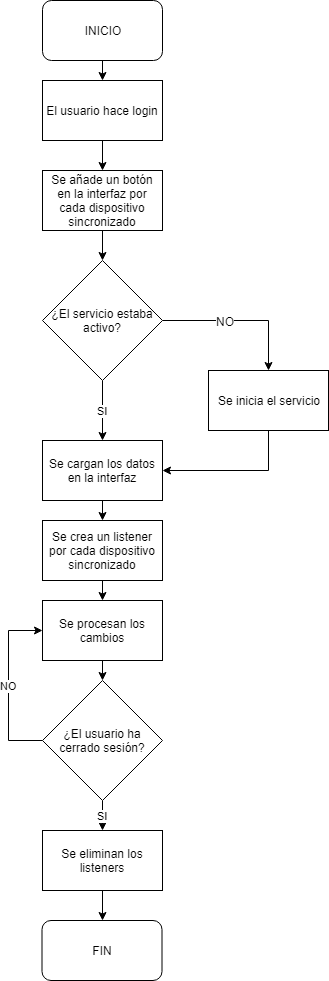 INICIO
El usuario hace login
Se añade un botón
en la interfaz por
cada dispositivo
sincronizado
¿El servicio estaba
activo?
NO
SI
Se inicia el servicio
Se cargan los datos
en la interfaz
Se crea un listener
por cada dispositivo
sincronizado
Se procesan los
cambios
NO
¿El usuario ha
cerrado sesión?
SI
Se eliminan los
listeners
FIN